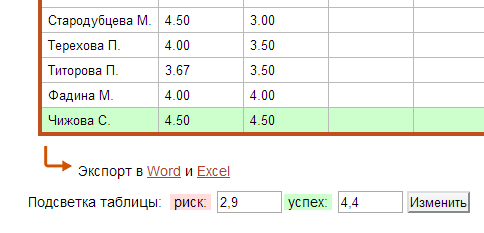 Стародубцева М. 4.50 3.00
Терехова П. 4.00 3.50
Титорова П. 3.67 3.50
Фадина М. 4.00 4.00
Чижова С. 4.50 4.50
Экспорт в Word и Excel
Подсветка таблицы: риск: 2,9 успех: 4,4 Изменить